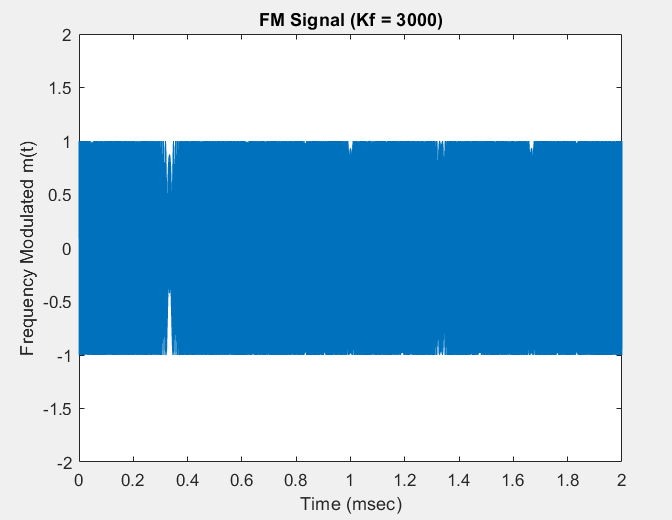 FM Signal (Kf = 3000)
2
1.5
1
0.5
0
-0.5
-1
-1.5
-2
Frequency Modulated m(t)
0 0.2 0.4 0.6 0.8 1 1.2 1.4 1.6 1.8 2
Time (msec)